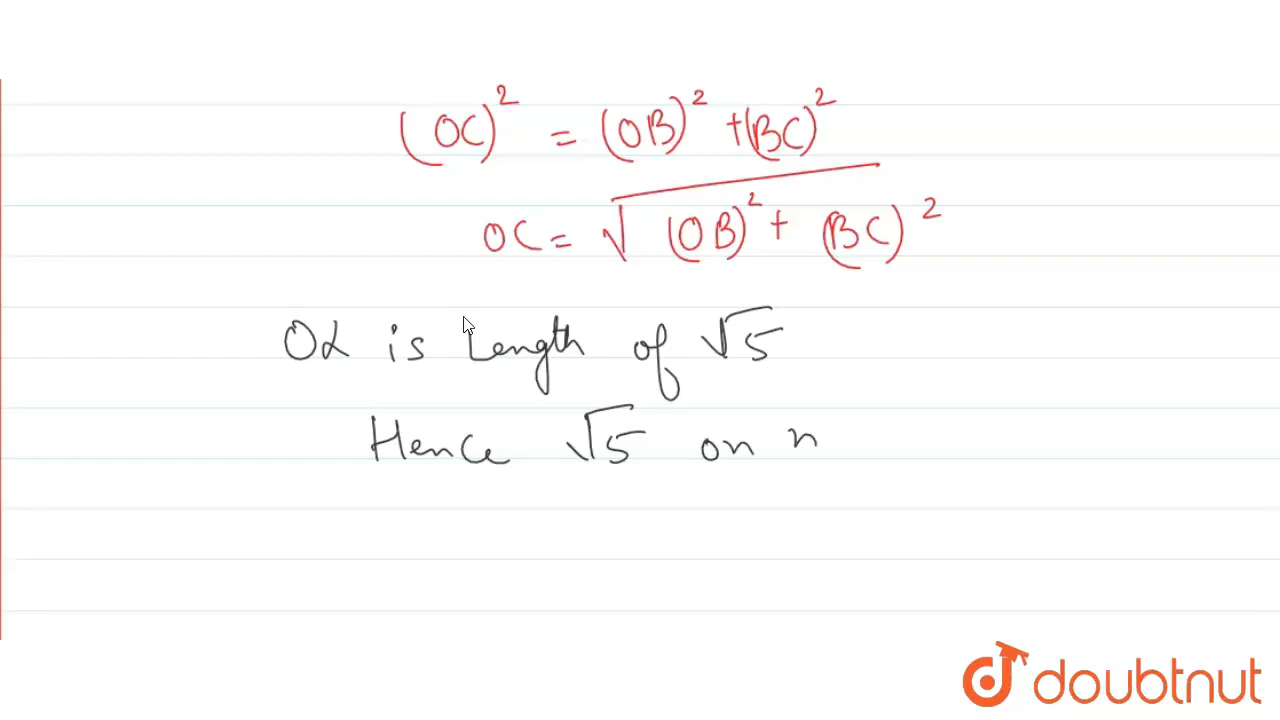 (OC)² = (OB)² + (BC)²
OC = √(OB)² + (BC)²
Oα is Length of √5
Hence √5 on n
doubtnut